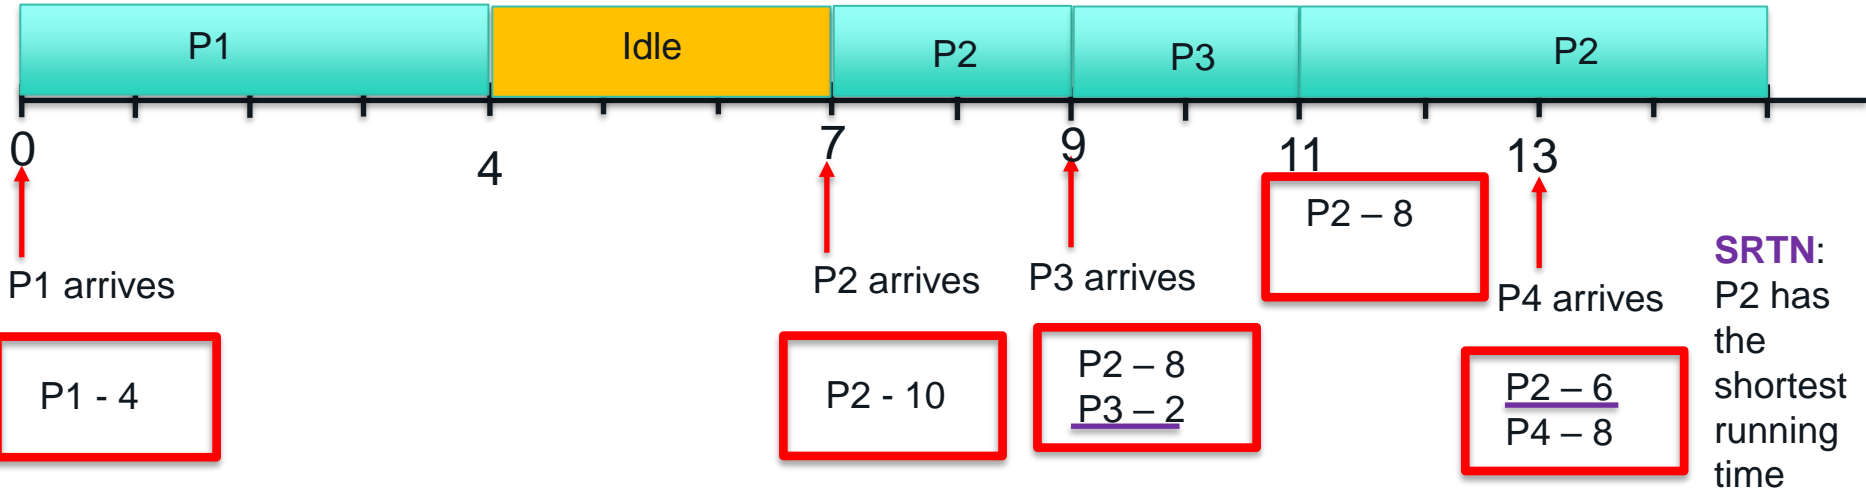 P1
Idle
P2
P3
P2
0
4
7
9
11
13
P1 arrives
P2 arrives
P3 arrives
P4 arrives
P1 - 4
P2 - 10
P2 – 8
P3 – 2
P2 – 8
P2 – 6
P4 – 8
SRTN:
P2 has
the
shortest
running
time